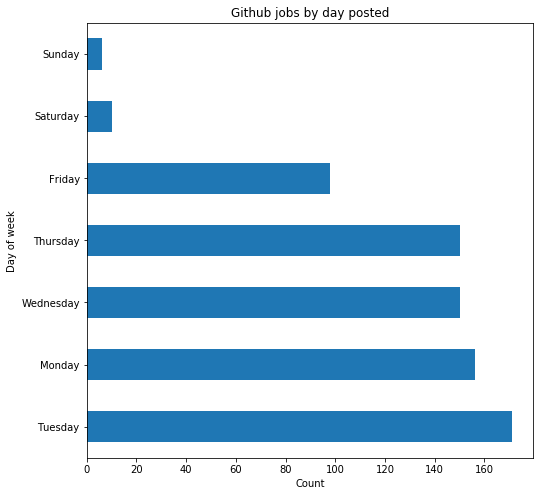 Github jobs by day posted
Sunday
Saturday
Friday
Thursday
Wednesday
Monday
Tuesday
Day of week
0 20 40 60 80 100 120 140 160
Count